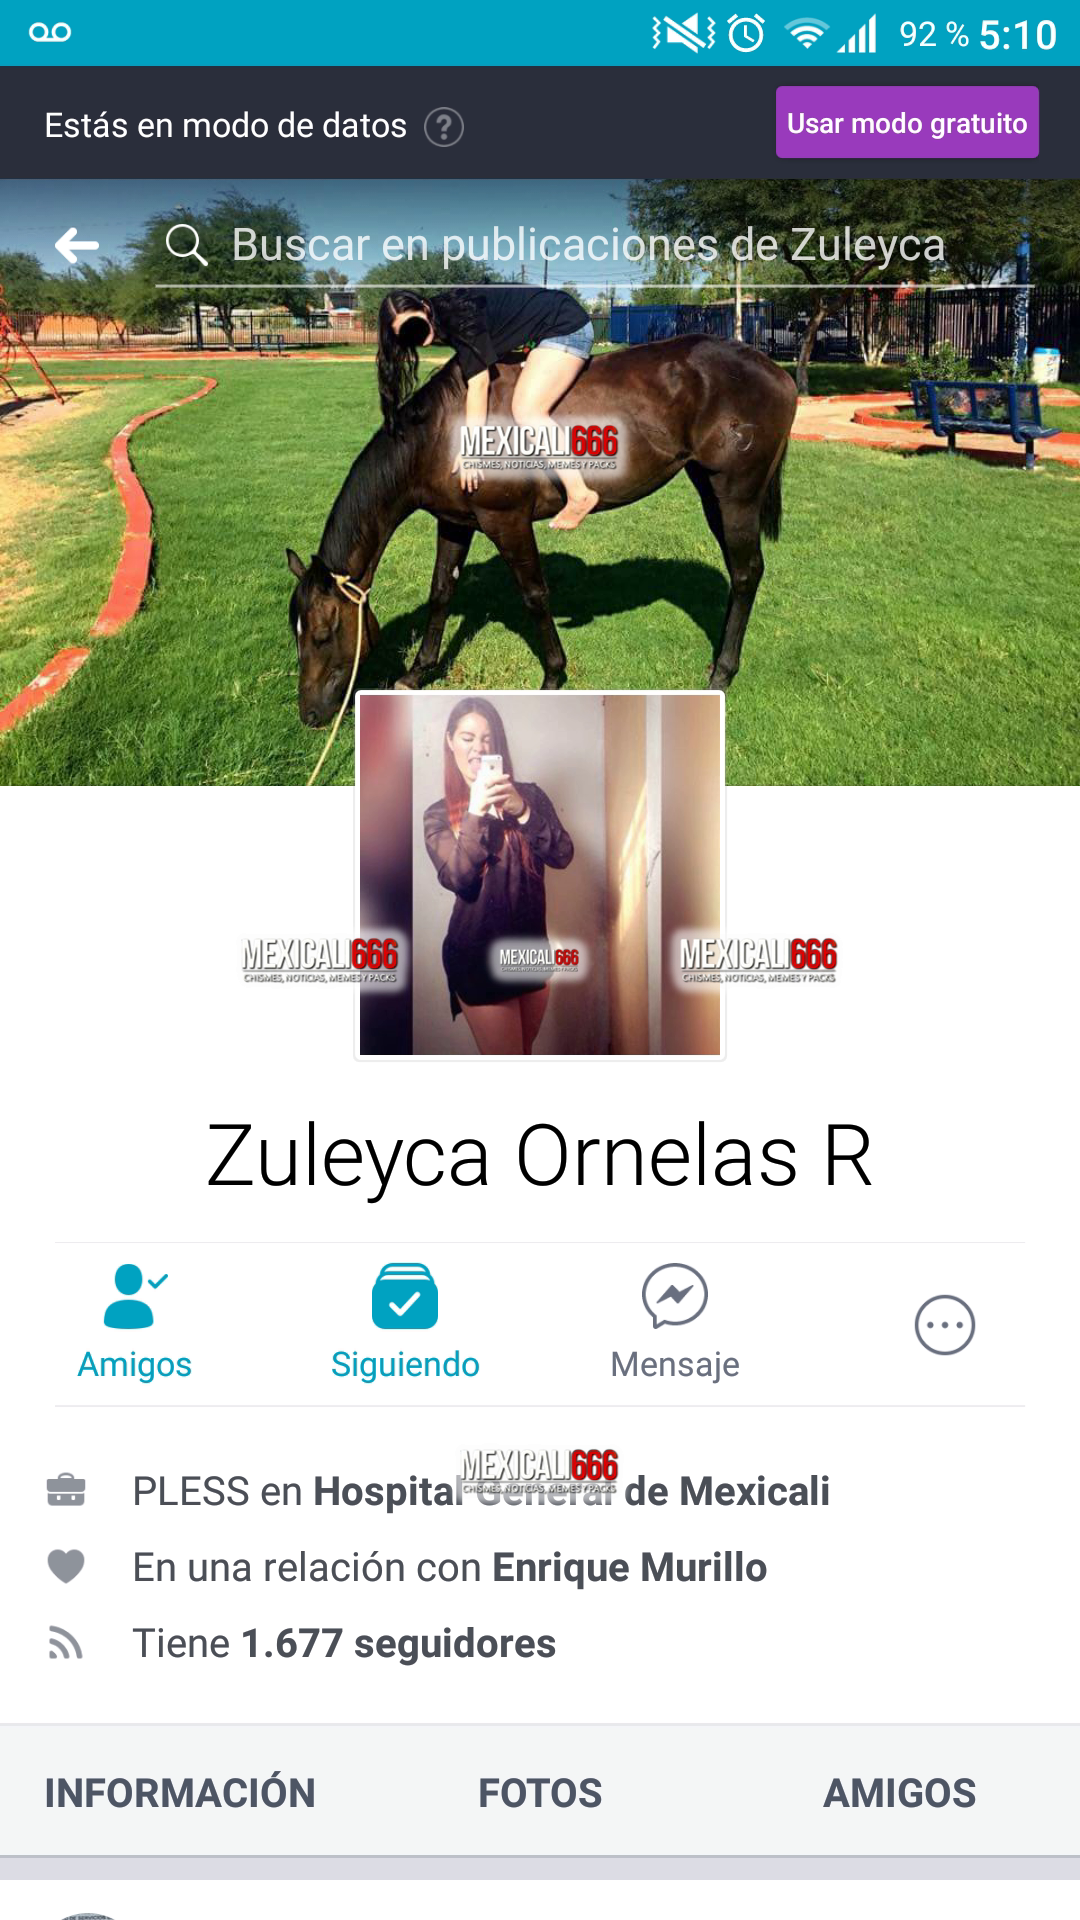 92 % 5:10
Estás en modo de datos ?
Usar modo gratuito
Buscar en publicaciones de Zuleyca
MEXICALI666
CHISMES, NOTICIAS, MEMES Y PACKS
MEXICALI666
CHISMES, NOTICIAS, MEMES Y PACKS
MEXICALI666
CHISMES, NOTICIAS, MEMES Y PACKS
MEXICALI666
CHISMES, NOTICIAS, MEMES Y PACKS
Zuleyca Ornelas R
Amigos
Siguiendo
Mensaje
MEXICALI666
CHISMES, NOTICIAS, MEMES Y PACKS
PLESS en Hospital General de Mexicali
En una relación con Enrique Murillo
Tiene 1.677 seguidores
INFORMACIÓN
FOTOS
AMIGOS